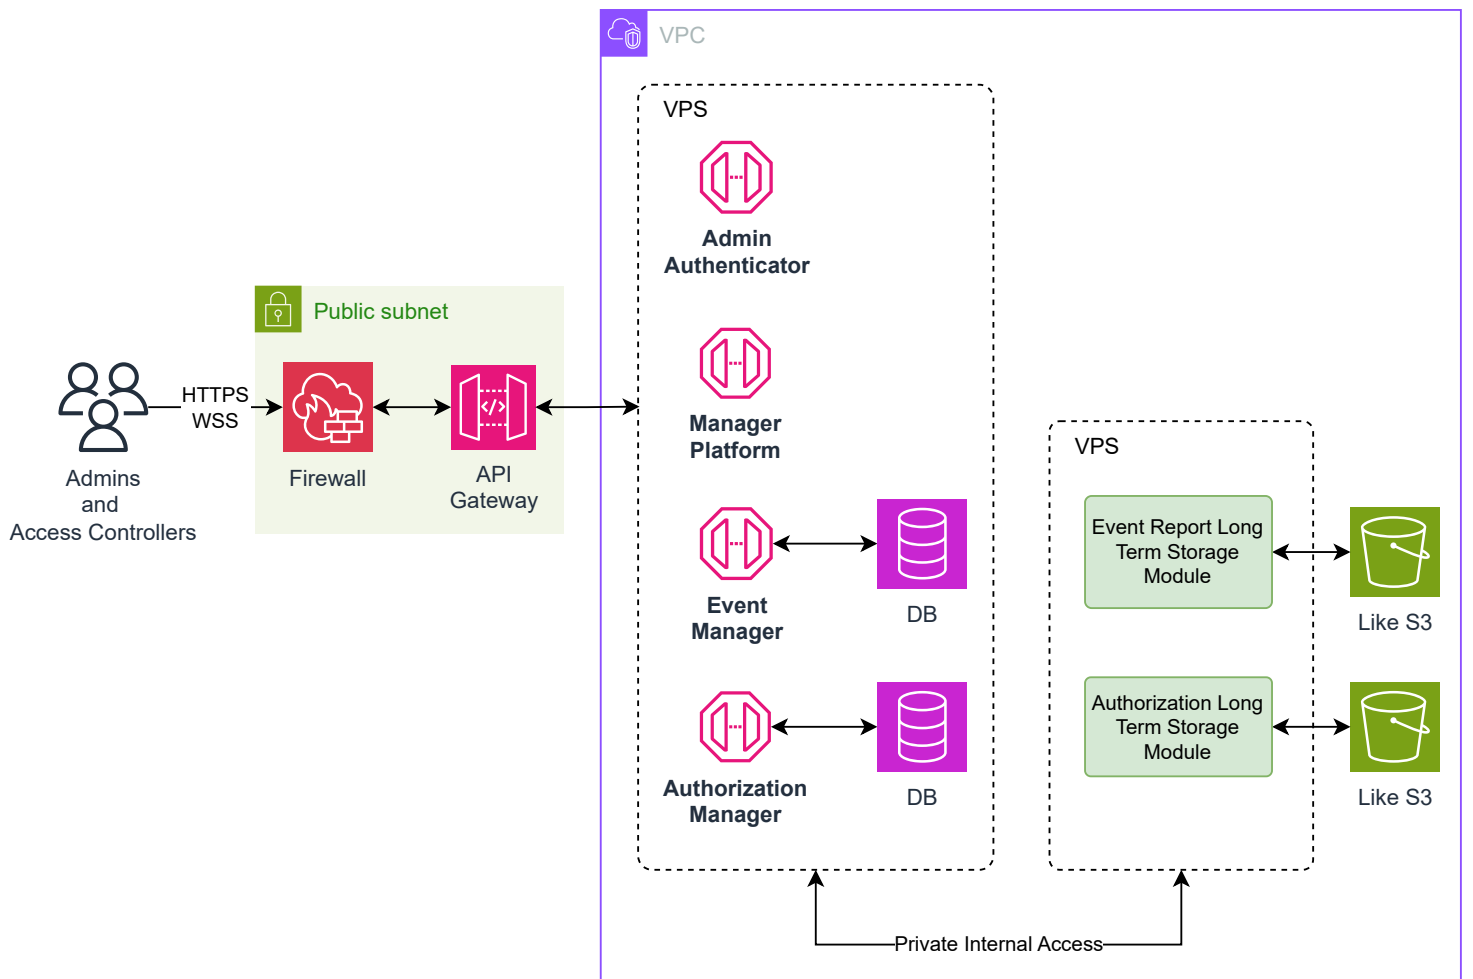 VPC
VPS
Admin
Authenticator
Public subnet
Manager
Platform
HTTPS
WSS
Firewall
API
Gateway
Admins
and
Access Controllers
Event
Manager
DB
Authorization
Manager
DB
VPS
Event Report Long
Term Storage
Module
Like S3
Authorization Long
Term Storage
Module
Like S3
Private Internal Access